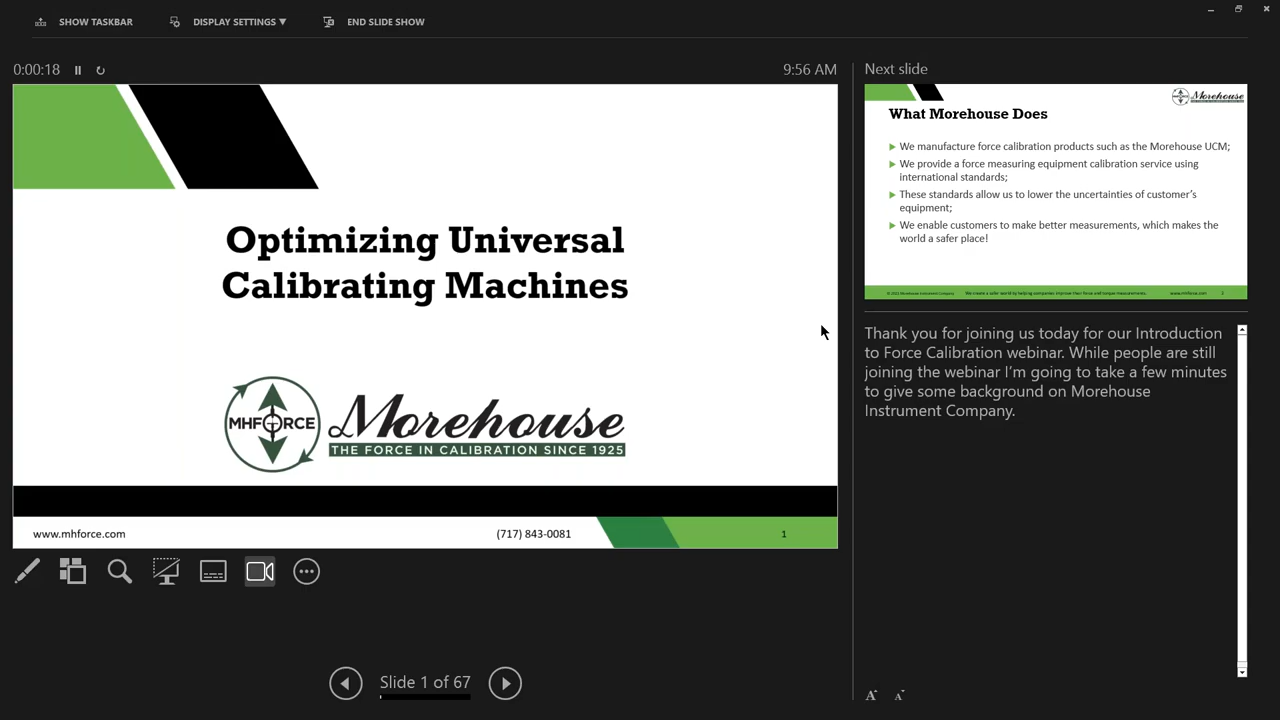 SHOW TASKBAR
DISPLAY SETTINGS ▼
END SLIDE SHOW
0:00:18
9:56 AM
Optimizing Universal
Calibrating Machines
MHFORCE
Morehouse
THE FORCE IN CALIBRATION SINCE 1925
www.mhforce.com
(717) 843-0081
1
Slide 1 of 67
Next slide
Morehouse
What Morehouse Does
We manufacture force calibration products such as the Morehouse UCM;
We provide a force measuring equipment calibration service using
international standards;
These standards allow us to lower the uncertainties of customer's
equipment;
We enable customers to make better measurements, which makes the
world a safer place!
www.mhforce.com
Thank you for joining us today for our Introduction
to Force Calibration webinar. While people are still
joining the webinar I'm going to take a few minutes
to give some background on Morehouse
Instrument Company.
A
A